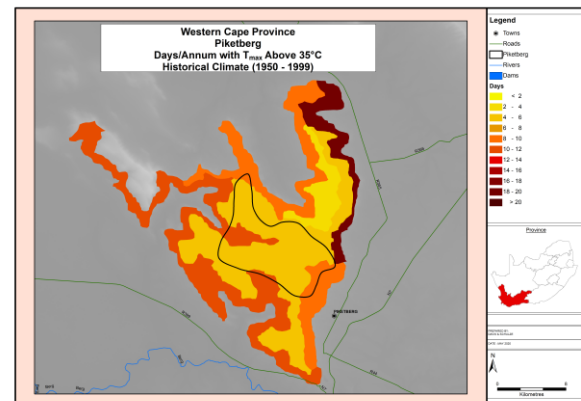 Western Cape Province
Piketberg
Days/Annum with Tmax Above 35°C
Historical Climate (1950 - 1999)
PIKETBERG
Legend
Towns
Roads
Piketberg
Rivers
Dams
Days
< 2
2 - 4
4 - 6
6 - 8
8 - 10
10 - 12
12 - 14
14 - 16
16 - 18
18 - 20
> 20
Province
N
Kilometres